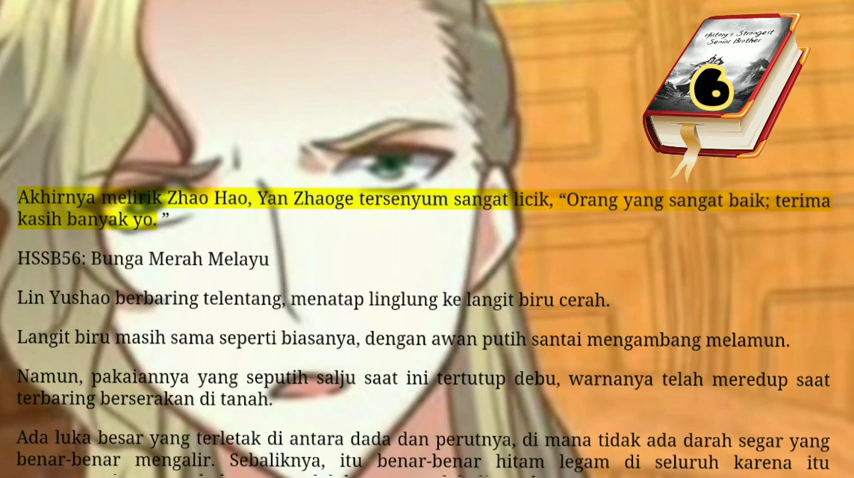 History's Strongest
Senior Brother
6
Akhirnya melirik Zhao Hao, Yan Zhaoge tersenyum sangat licik, “Orang yang sangat baik; terima
kasih banyak yo. ”
HSSB56: Bunga Merah Melayu
Lin Yushao berbaring telentang, menatap linglung ke langit biru cerah.
Langit biru masih sama seperti biasanya, dengan awan putih santai mengambang melamun.
Namun, pakaiannya yang seputih salju saat ini tertutup debu, warnanya telah meredup saat
terbaring berserakan di tanah.
Ada luka besar yang terletak di antara dada dan perutnya, di mana tidak ada darah segar yang
benar-benar mengalir. Sebaliknya, itu benar-benar hitam legam di seluruh karena itu